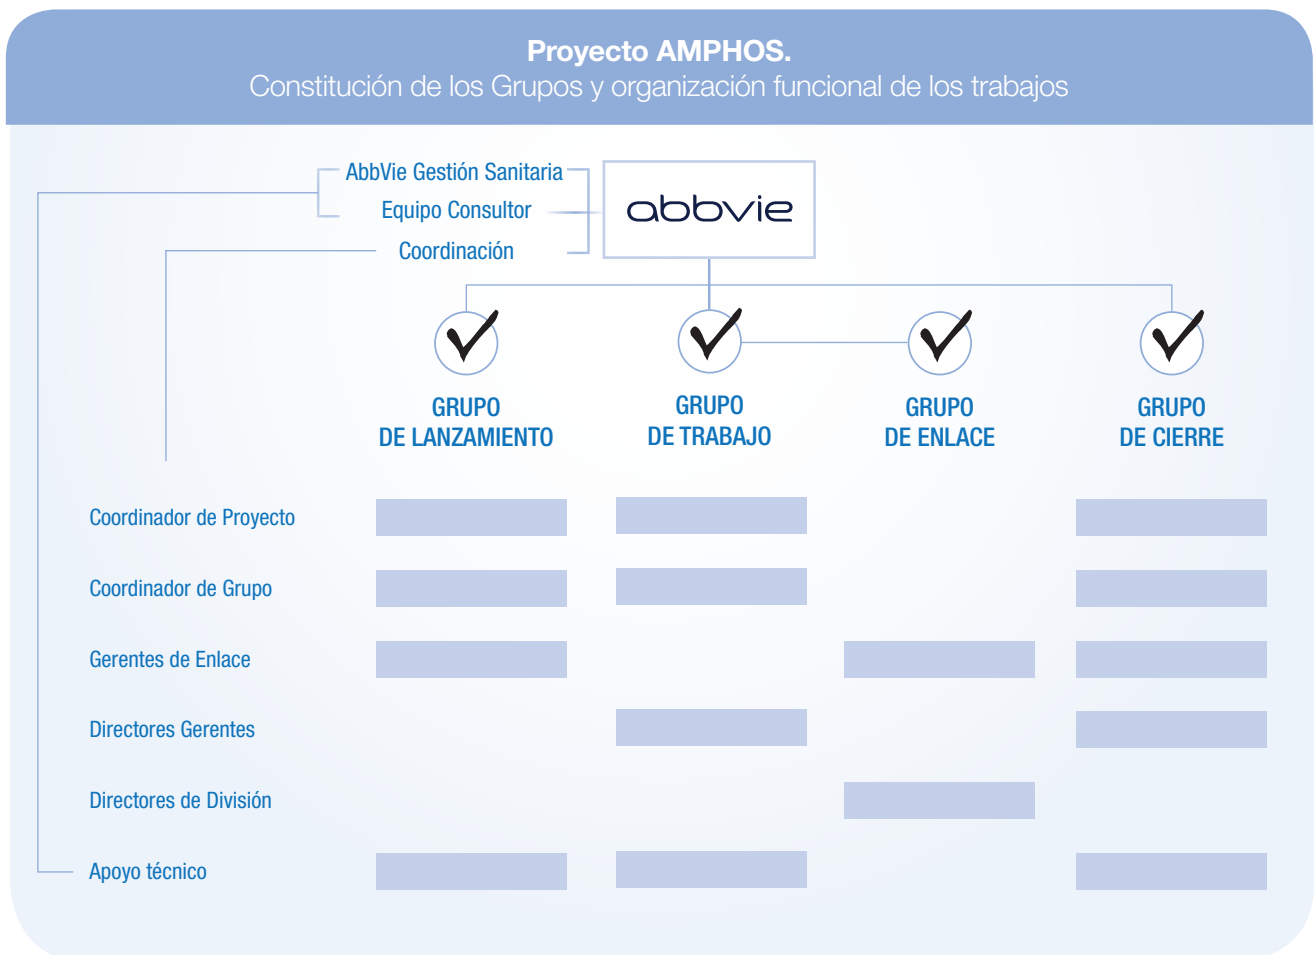 Proyecto AMPHOS.
Constitución de los Grupos y organización funcional de los trabajos
AbbVie Gestión Sanitaria
Equipo Consultor
Coordinación
abbvie
GRUPO
DE LANZAMIENTO
GRUPO
DE TRABAJO
GRUPO
DE ENLACE
GRUPO
DE CIERRE
Coordinador de Proyecto
Coordinador de Grupo
Gerentes de Enlace
Directores Gerentes
Directores de División
Apoyo técnico